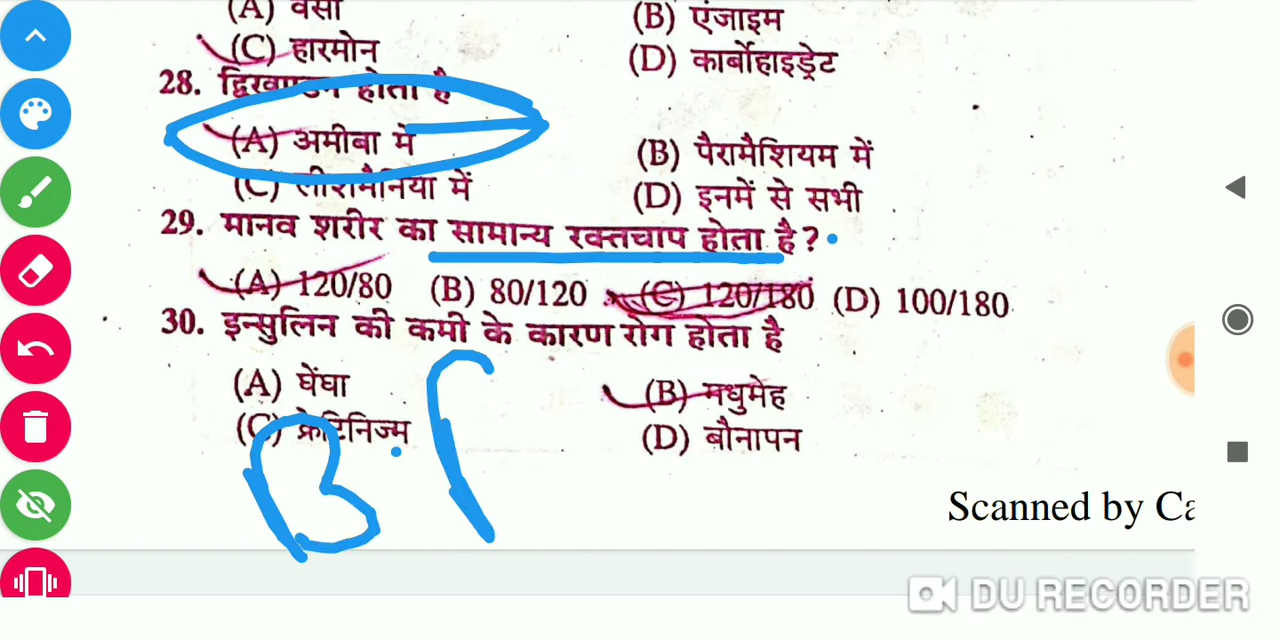 (A) वसा (B) एंजाइम
(C) हारमोन (D) कार्बोहाइड्रेट
28. द्विखण्डन होता है
(A) अमीबा में (B) पैरामैशियम में
(C) लीशमैनिया में (D) इनमें से सभी
29. मानव शरीर का सामान्य रक्तचाप होता है?
(A) 120/80 (B) 80/120 (C) 120/180 (D) 100/180
30. इन्सुलिन की कमी के कारण रोग होता है
(A) घेंघा (B) मधुमेह
(C) क्रेटिनिज्म (D) बौनापन
B.
Scanned by Ca
DU RECORDER